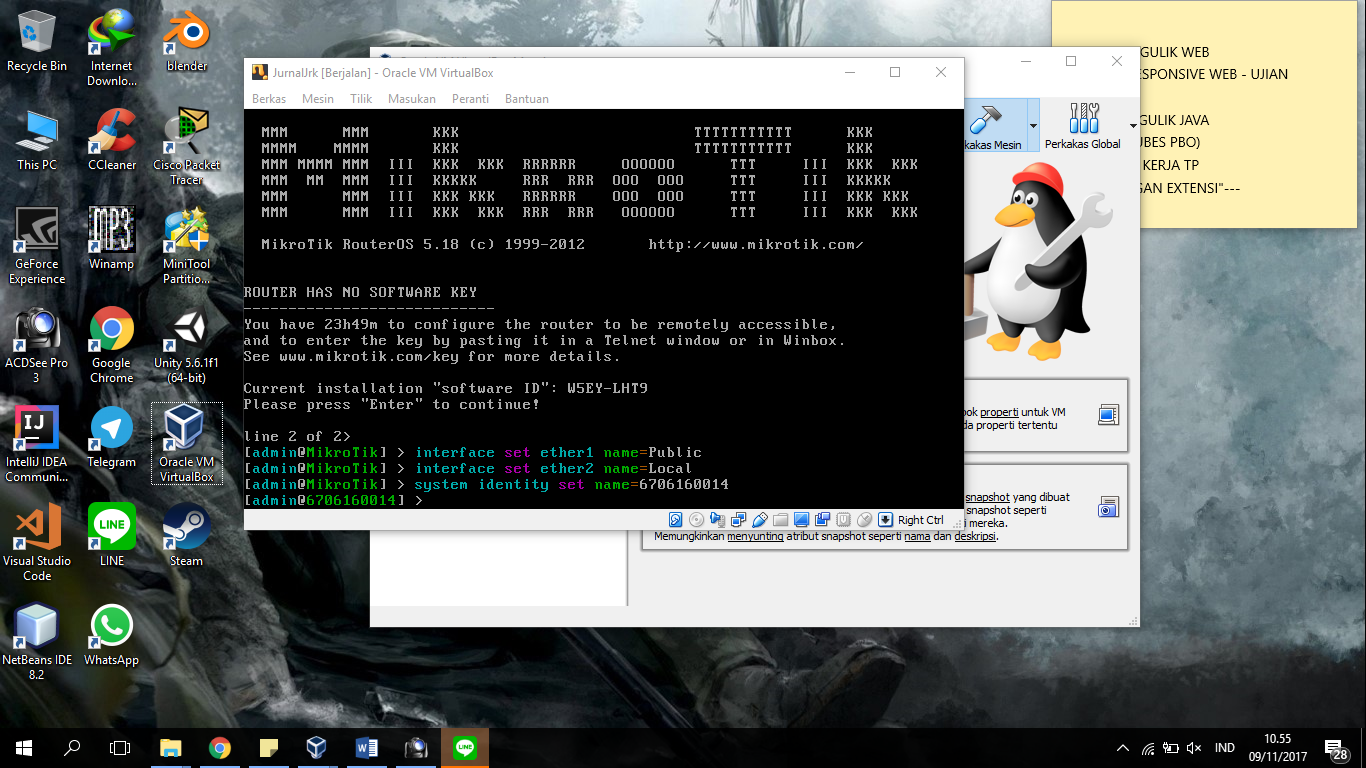 Recycle Bin
Internet
Downlo...
blender
This PC
CCleaner
Cisco Packet
Tracer
GeForce
Experience
MP3
Winamp
MiniTool
Partitio...
ACDSee Pro
3
Google
Chrome
Unity 5.6.1f1
(64-bit)
IJ
IntelliJ IDEA
Communi...
Telegram
Oracle VM
VirtualBox
Visual Studio
Code
LINE
LINE
Steam
NetBeans IDE
8.2
WhatsApp
JurnalJrk [Berjalan] - Oracle VM VirtualBox
Berkas Mesin Tilik Masukan Peranti Bantuan
MMM MMM KKK TTTTTTTTTTT KKK
MMMM MMMM KKK TTTTTTTTTTT KKK
MMM MMMM MMM III KKK KKK RRRRRR OOOOOO TTT III KKK KKK
MMM MM MMM III KKKKK RRR RRR OOO OOO TTT III KKKKK
MMM MMM III KKK KKK RRRRRR OOO OOO TTT III KKK KKK
MMM MMM III KKK KKK RRR RRR OOOOOO TTT III KKK KKK
MikroTik RouterOS 5.18 (c) 1999-2012 http://www.mikrotik.com/
ROUTER HAS NO SOFTWARE KEY
----------------------------
You have 23h49m to configure the router to be remotely accessible,
and to enter the key by pasting it in a Telnet window or in Winbox.
See www.mikrotik.com/key for more details.
Current installation "software ID": W5EY-LHT9
Please press "Enter" to continue!
line 2 of 2>
[admin@MikroTik] > interface set ether1 name=Public
[admin@MikroTik] > interface set ether2 name=Local
[admin@MikroTik] > system identity set name=6706160014
[admin@6706160014] >
Right Ctrl
kakas Mesin
Perkakas Global
properti untuk VM
da properti tertentu
snapshot yang dibuat
snapshot seperti
mereka.
Memungkinkan menyunting atribut snapshot seperti nama dan deskripsi.
GULIK WEB
ESPONSIVE WEB - UJIAN
GULIK JAVA
UBES PBO)
KERJA TP
GAN EXTENSI"---
IND
10.55
09/11/2017
28